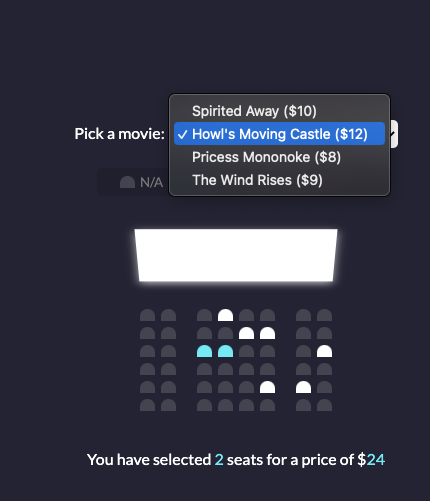 Spirited Away ($10)
Pick a movie: ✓ Howl's Moving Castle ($12)
Pricess Mononoke ($8)
N/A
The Wind Rises ($9)
You have selected 2 seats for a price of $24